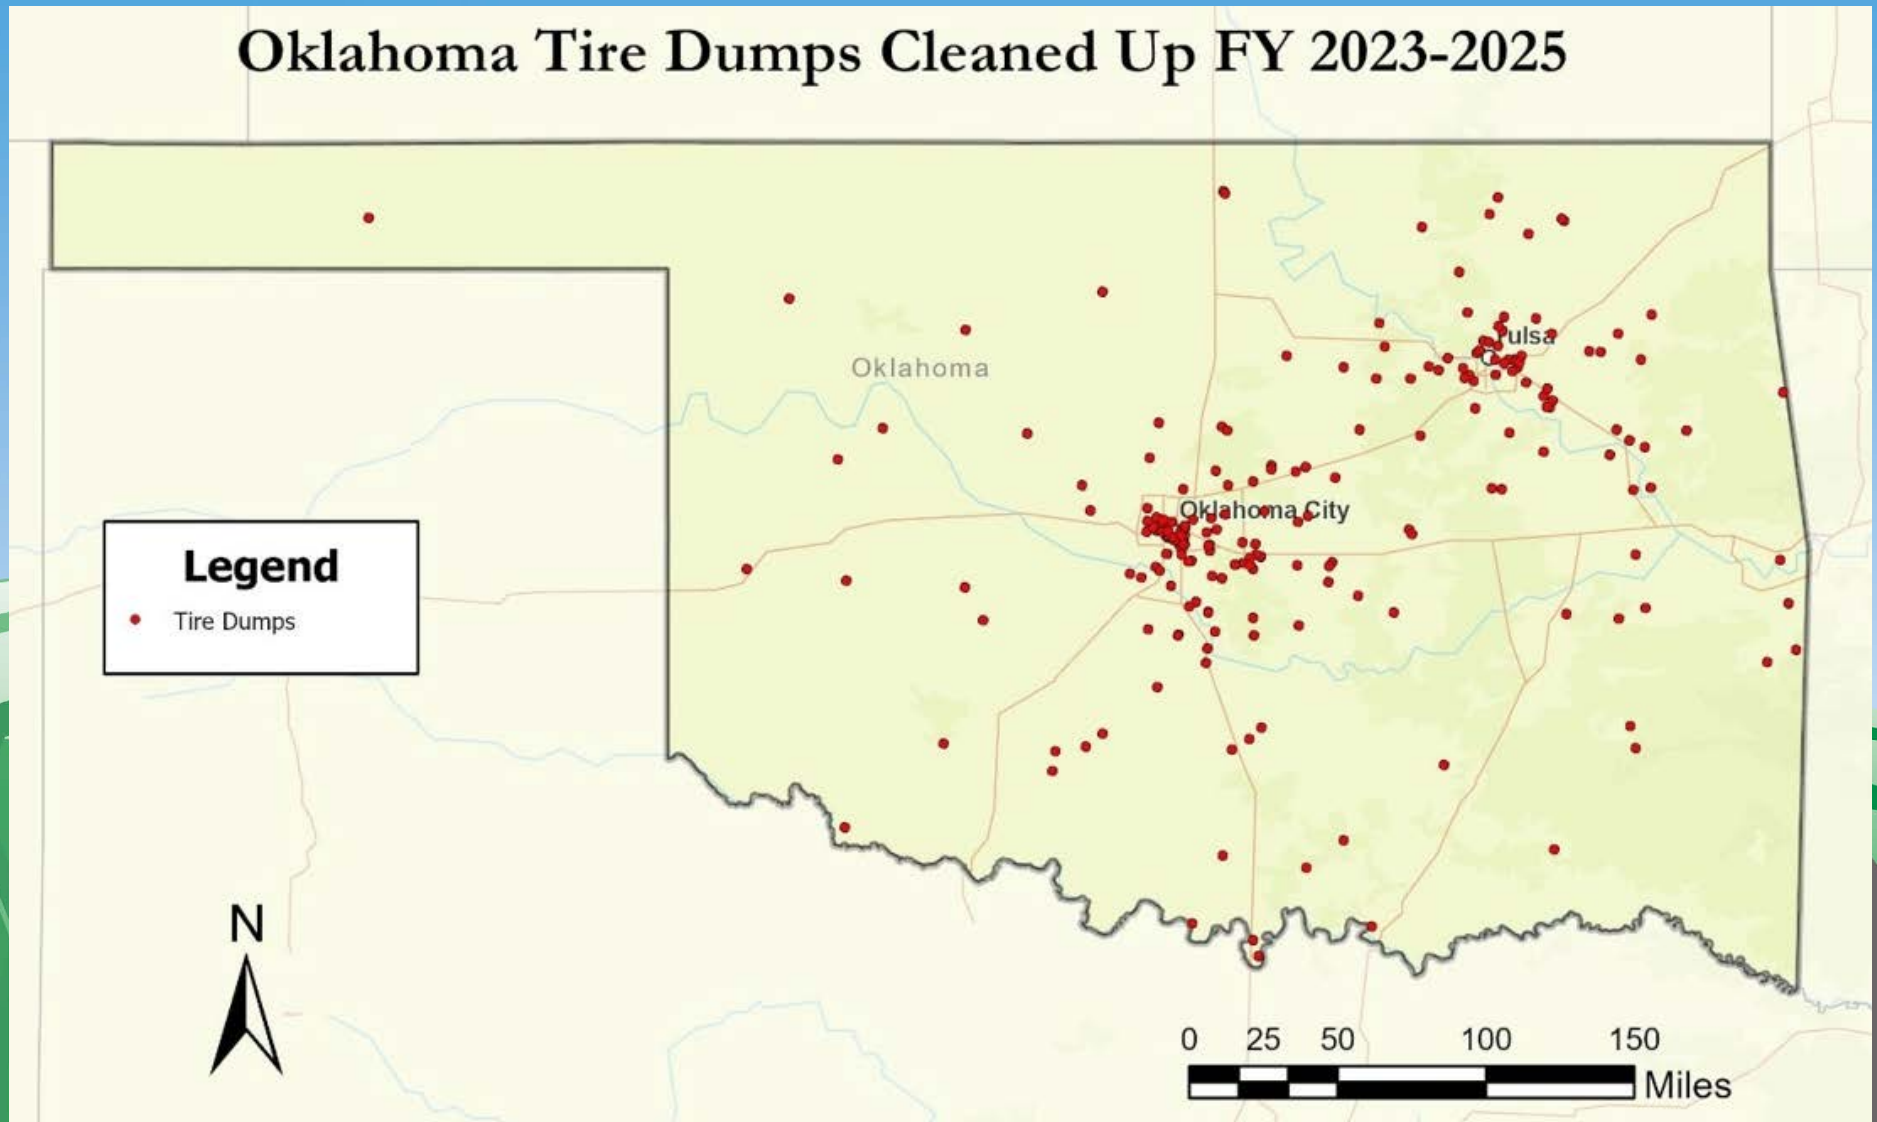 Oklahoma Tire Dumps Cleaned Up FY 2023-2025
Tulsa
Oklahoma
Oklahoma City
Legend
Tire Dumps
N
0 25 50 100 150
Miles